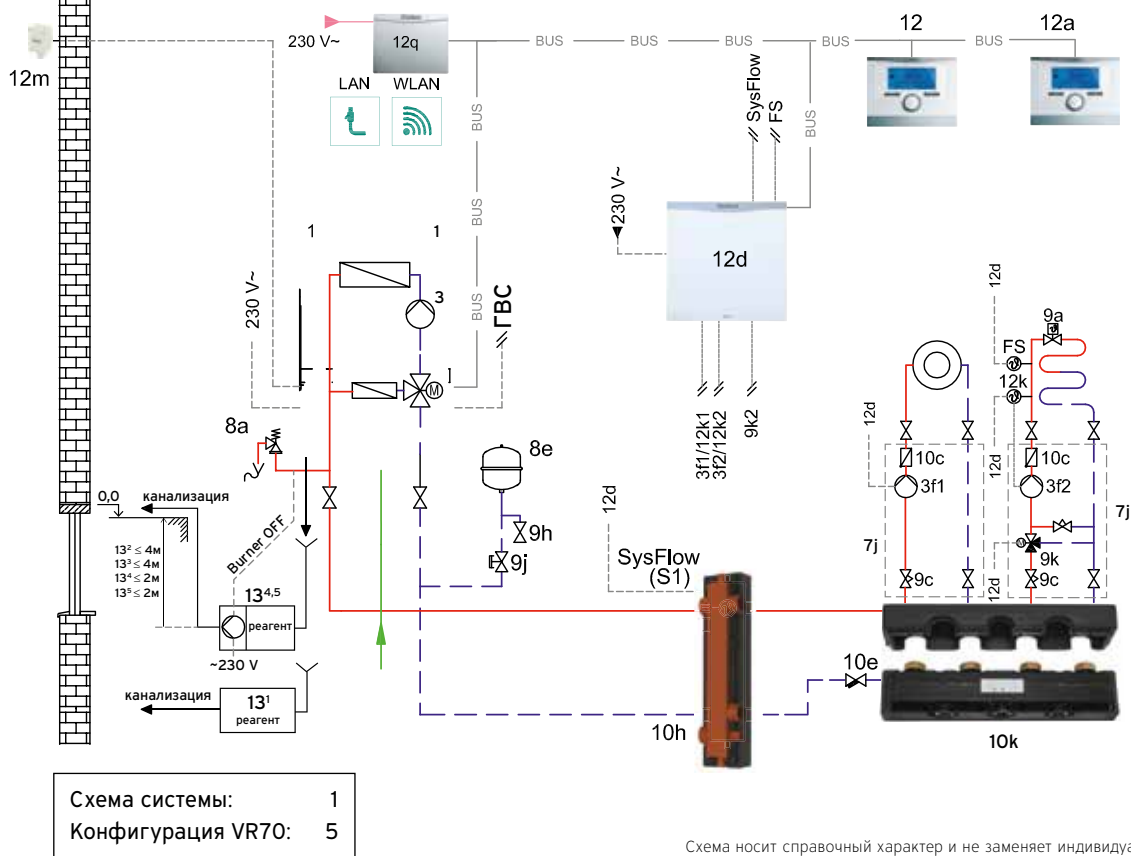 12m
230 V~
12q
LAN
WLAN
BUS
BUS
BUS
BUS
BUS
BUS
BUS
BUS
BUS
12
12a
SysFlow
FS
230 V~
12d
3f1/12k1
3f2/12k2
9k2
1
1
3
M
230 V~
ГВС
8a
8e
9h
9j
0,0
канализация
13² ≤ 4м
13³ ≤ 4м
13⁴ ≤ 2м
13⁵ ≤ 2м
Burner OFF
13⁴,⁵
реагент
~230 V
канализация
13¹
реагент
12d
SysFlow
(S1)
10h
10e
10k
12d
9a
FS
12k
12d
12d
10c
10c
3f1
3f2
7j
7j
M
9k
12d
9c
9c
Схема системы: 1
Конфигурация VR70: 5
Схема носит справочный характер и не заменяет индивидуа